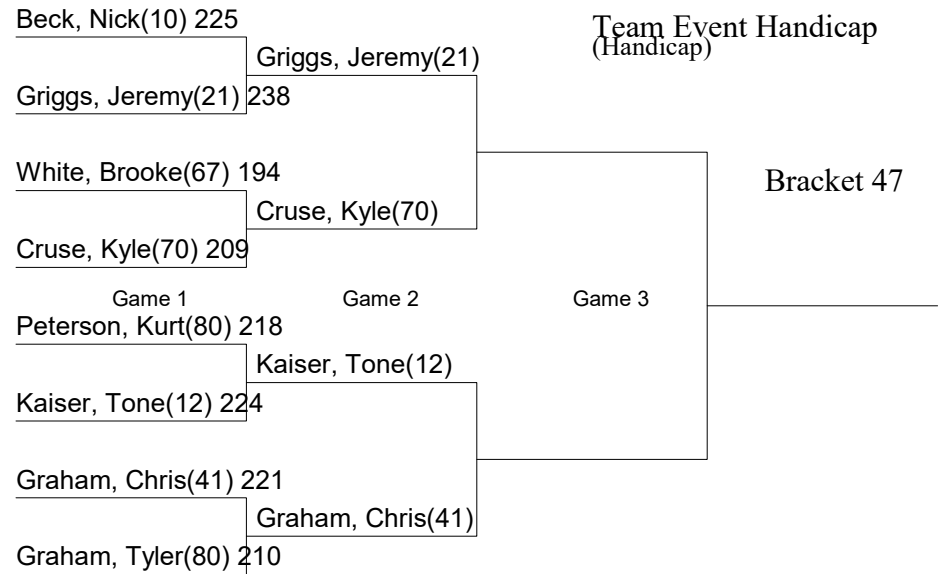 Beck, Nick(10) 225
Team Event Handicap
(Handicap)
Griggs, Jeremy(21)
Griggs, Jeremy(21) 238
White, Brooke(67) 194
Bracket 47
Cruse, Kyle(70)
Cruse, Kyle(70) 209
Game 1
Game 2
Game 3
Peterson, Kurt(80) 218
Kaiser, Tone(12)
Kaiser, Tone(12) 224
Graham, Chris(41) 221
Graham, Chris(41)
Graham, Tyler(80) 210